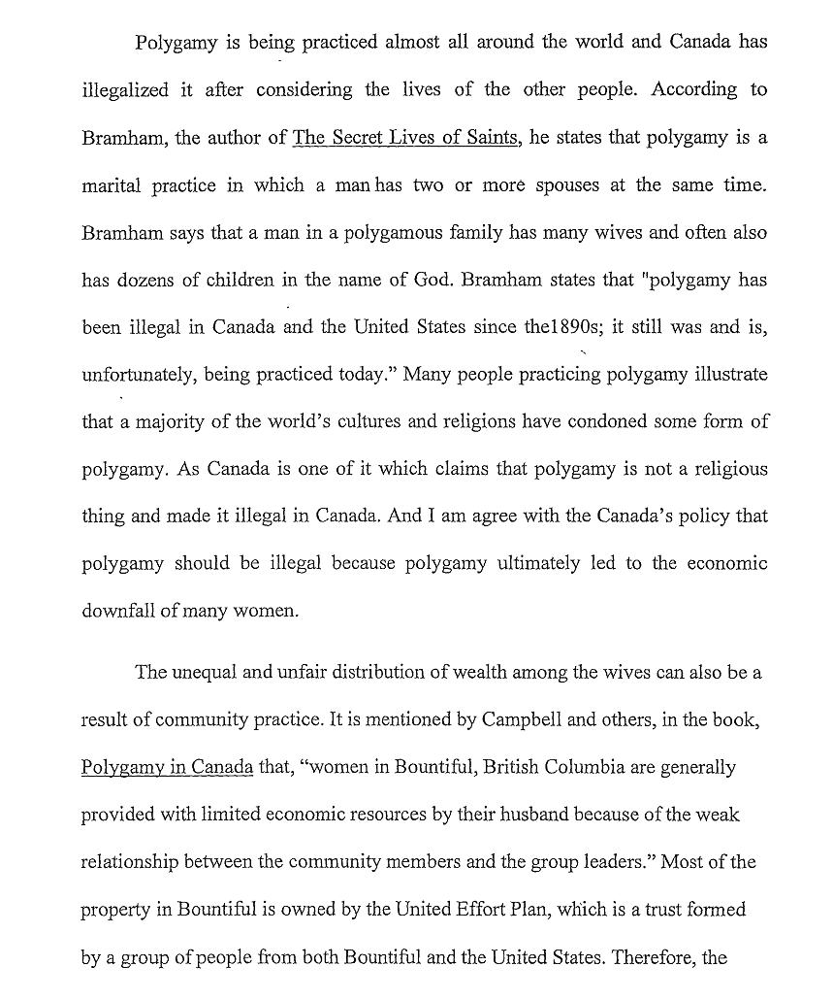 Polygamy is being practiced almost all around the world and Canada has
illegalized it after considering the lives of the other people. According to
Bramham, the author of The Secret Lives of Saints, he states that polygamy is a
marital practice in which a man has two or more spouses at the same time.
Bramham says that a man in a polygamous family has many wives and often also
has dozens of children in the name of God. Bramham states that "polygamy has
been illegal in Canada and the United States since the1890s; it still was and is,
unfortunately, being practiced today.” Many people practicing polygamy illustrate
that a majority of the world’s cultures and religions have condoned some form of
polygamy. As Canada is one of it which claims that polygamy is not a religious
thing and made it illegal in Canada. And I am agree with the Canada’s policy that
polygamy should be illegal because polygamy ultimately led to the economic
downfall of many women.
The unequal and unfair distribution of wealth among the wives can also be a
result of community practice. It is mentioned by Campbell and others, in the book,
Polygamy in Canada that, “women in Bountiful, British Columbia are generally
provided with limited economic resources by their husband because of the weak
relationship between the community members and the group leaders.” Most of the
property in Bountiful is owned by the United Effort Plan, which is a trust formed
by a group of people from both Bountiful and the United States. Therefore, the